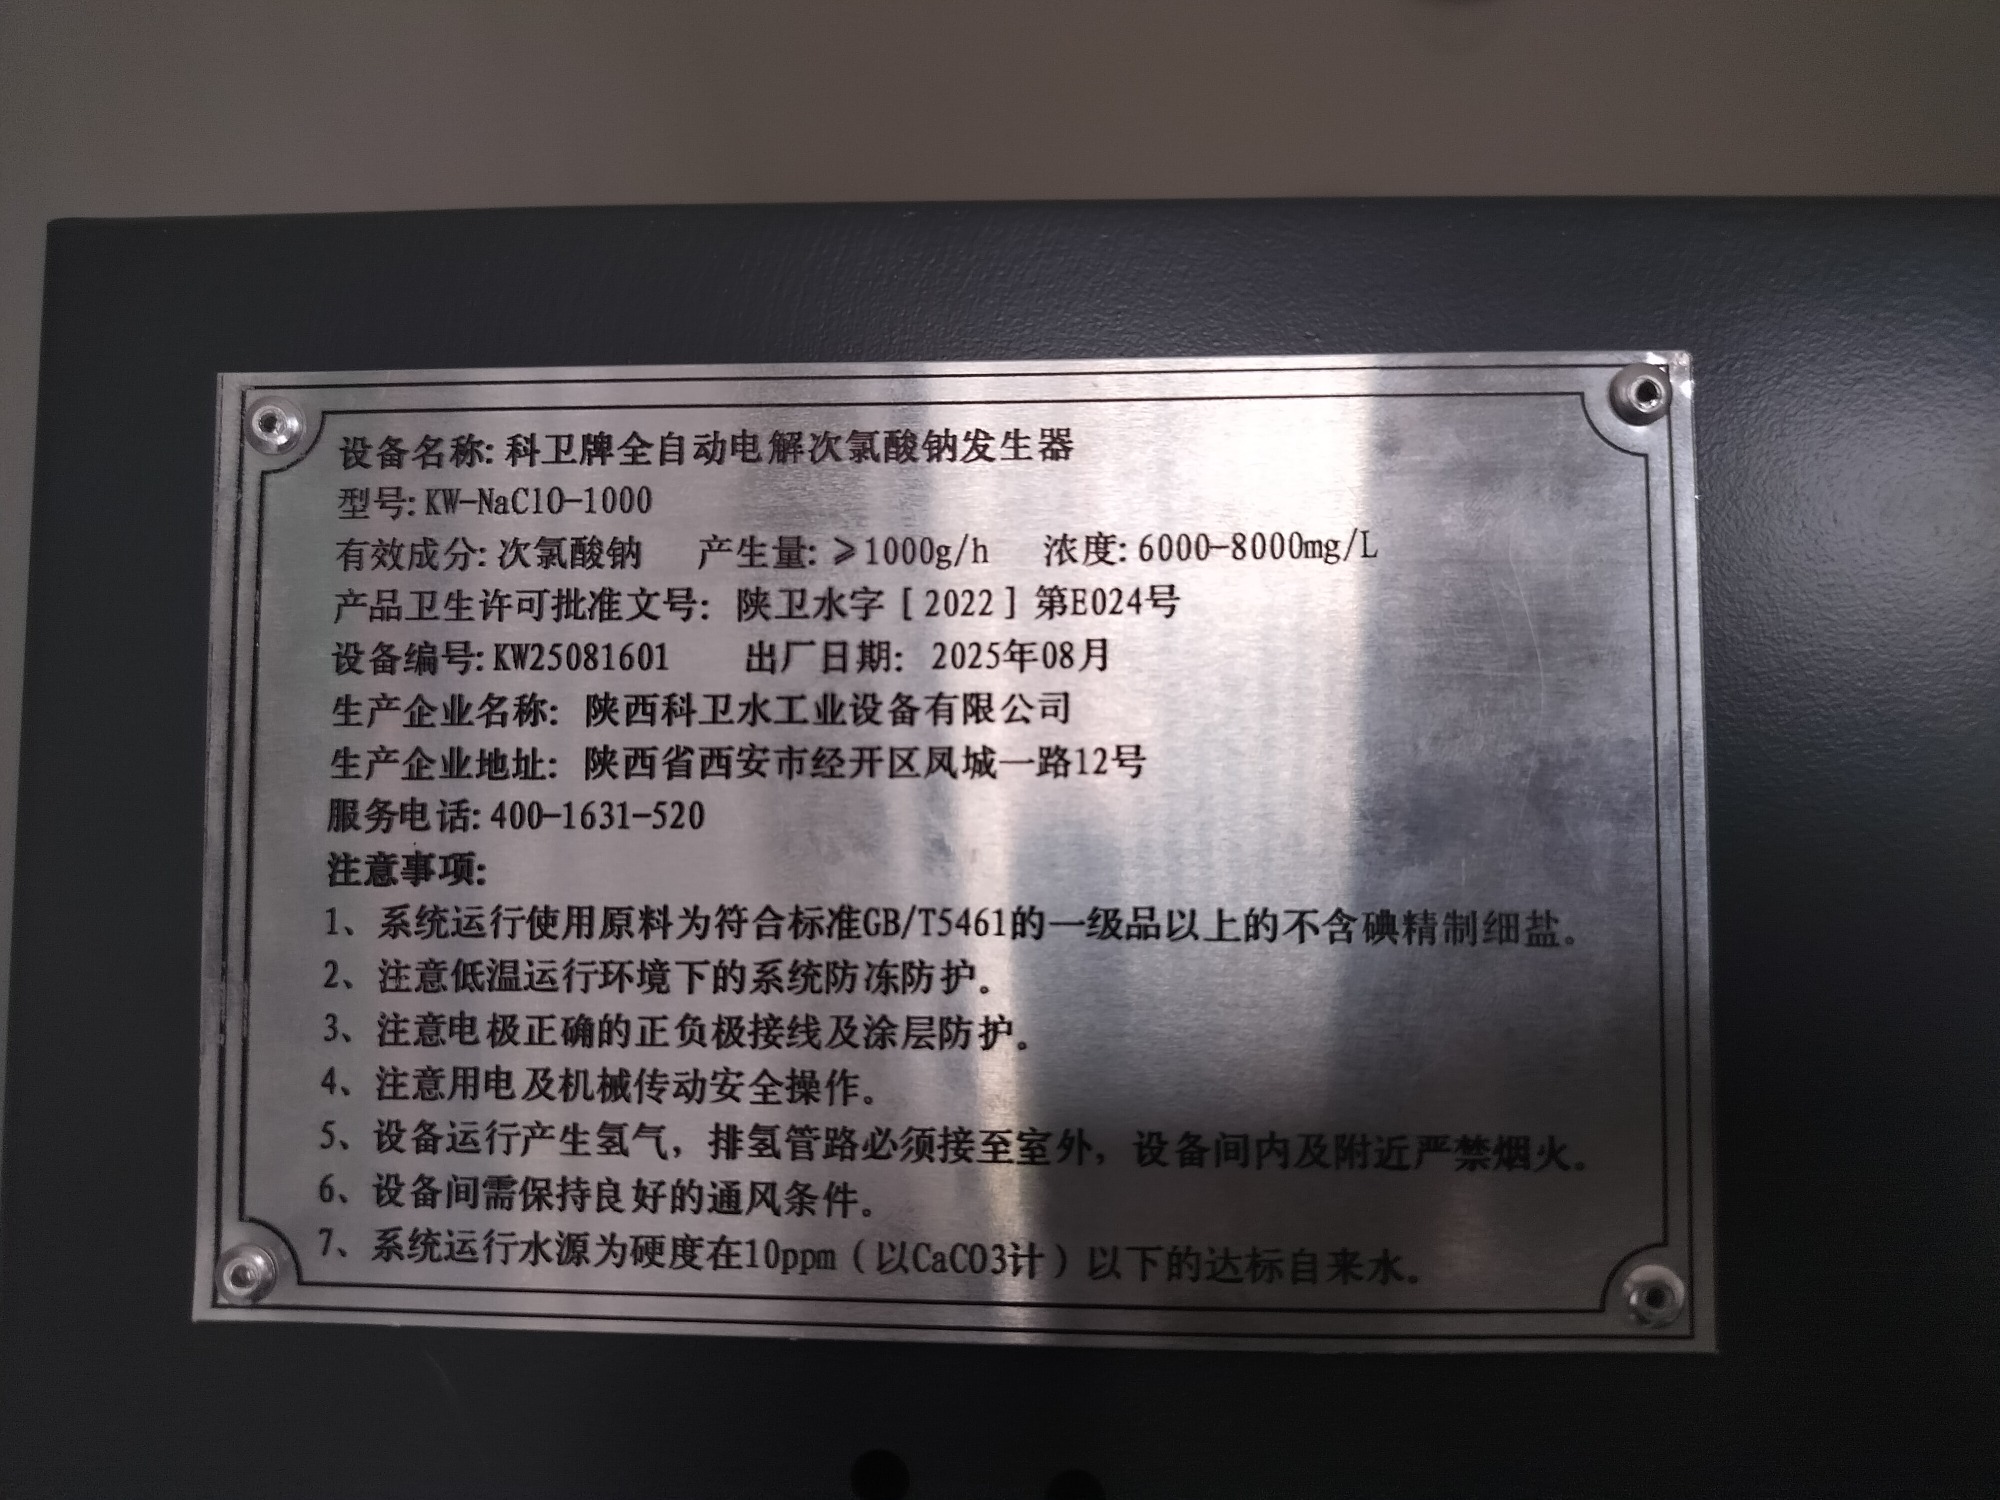 设备名称: 科卫牌全自动电解次氯酸钠发生器
型号: KW-NaClO-1000
有效成分: 次氯酸钠 产生量: ≥1000g/h 浓度: 6000-8000mg/L
产品卫生许可批准文号: 陕卫水字［2022］第E024号
设备编号: KW25081601 出厂日期: 2025年08月
生产企业名称: 陕西科卫水工业设备有限公司
生产企业地址: 陕西省西安市经开区凤城一路12号
服务电话: 400-1631-520
注意事项:
1、系统运行使用原料为符合标准GB/T5461的一级品以上的不含碘精制细盐。
2、注意低温运行环境下的系统防冻防护。
3、注意电极正确的正负极接线及涂层防护。
4、注意用电及机械传动安全操作。
5、设备运行产生氢气，排氢管路必须接至室外，设备间内及附近严禁烟火。
6、设备间需保持良好的通风条件。
7、系统运行水源为硬度在10ppm（以CaCO3计）以下的达标自来水。